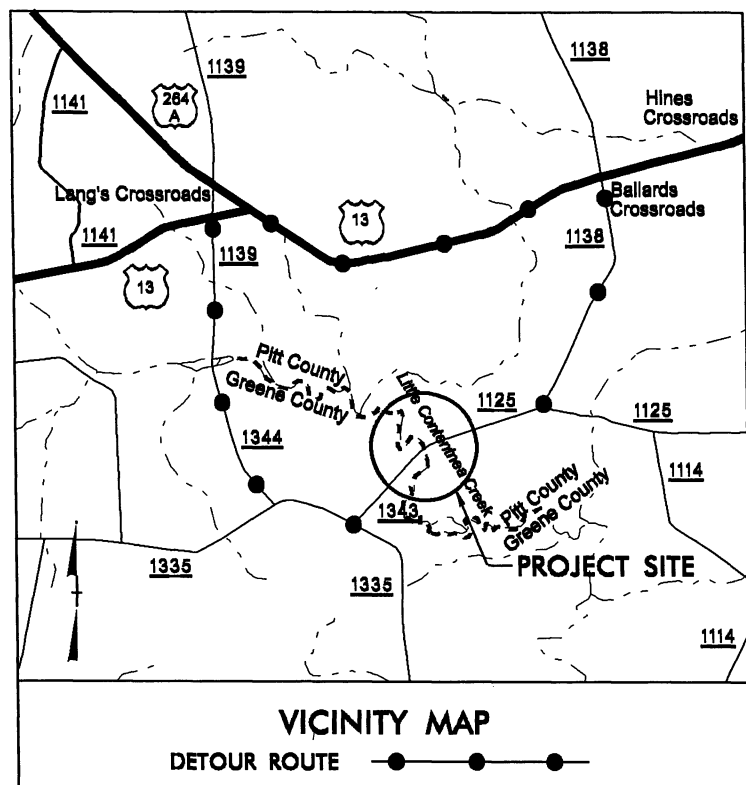 1139
1138
1141
264
A
Hines
Crossroads
Lang's Crossroads
Ballards
Crossroads
13
1141
1139
1138
13
Pitt County
Greene County
Little Contentnea Creek
1125
1125
1344
1114
Pitt County
Greene County
1343
PROJECT SITE
1335
1335
1114
VICINITY MAP
DETOUR ROUTE